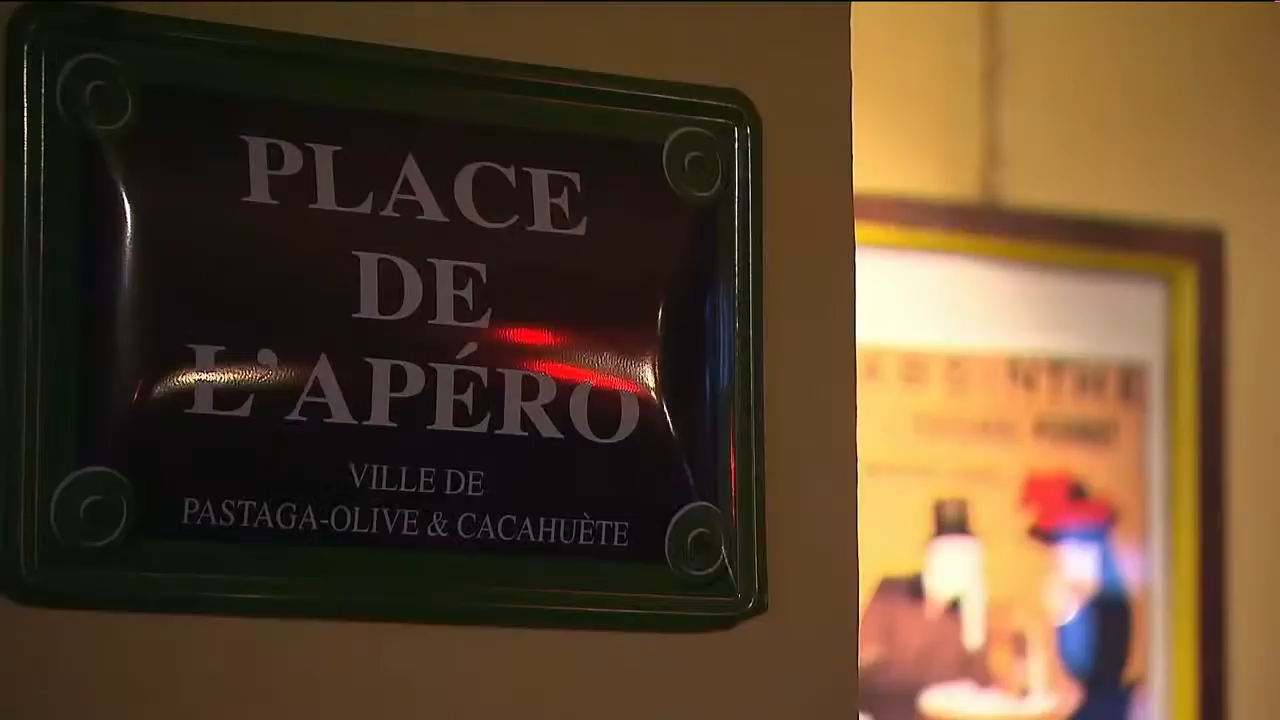 PLACE
DE
L'APÉRO
VILLE DE
PASTAGA-OLIVE & CACAHUÈTE